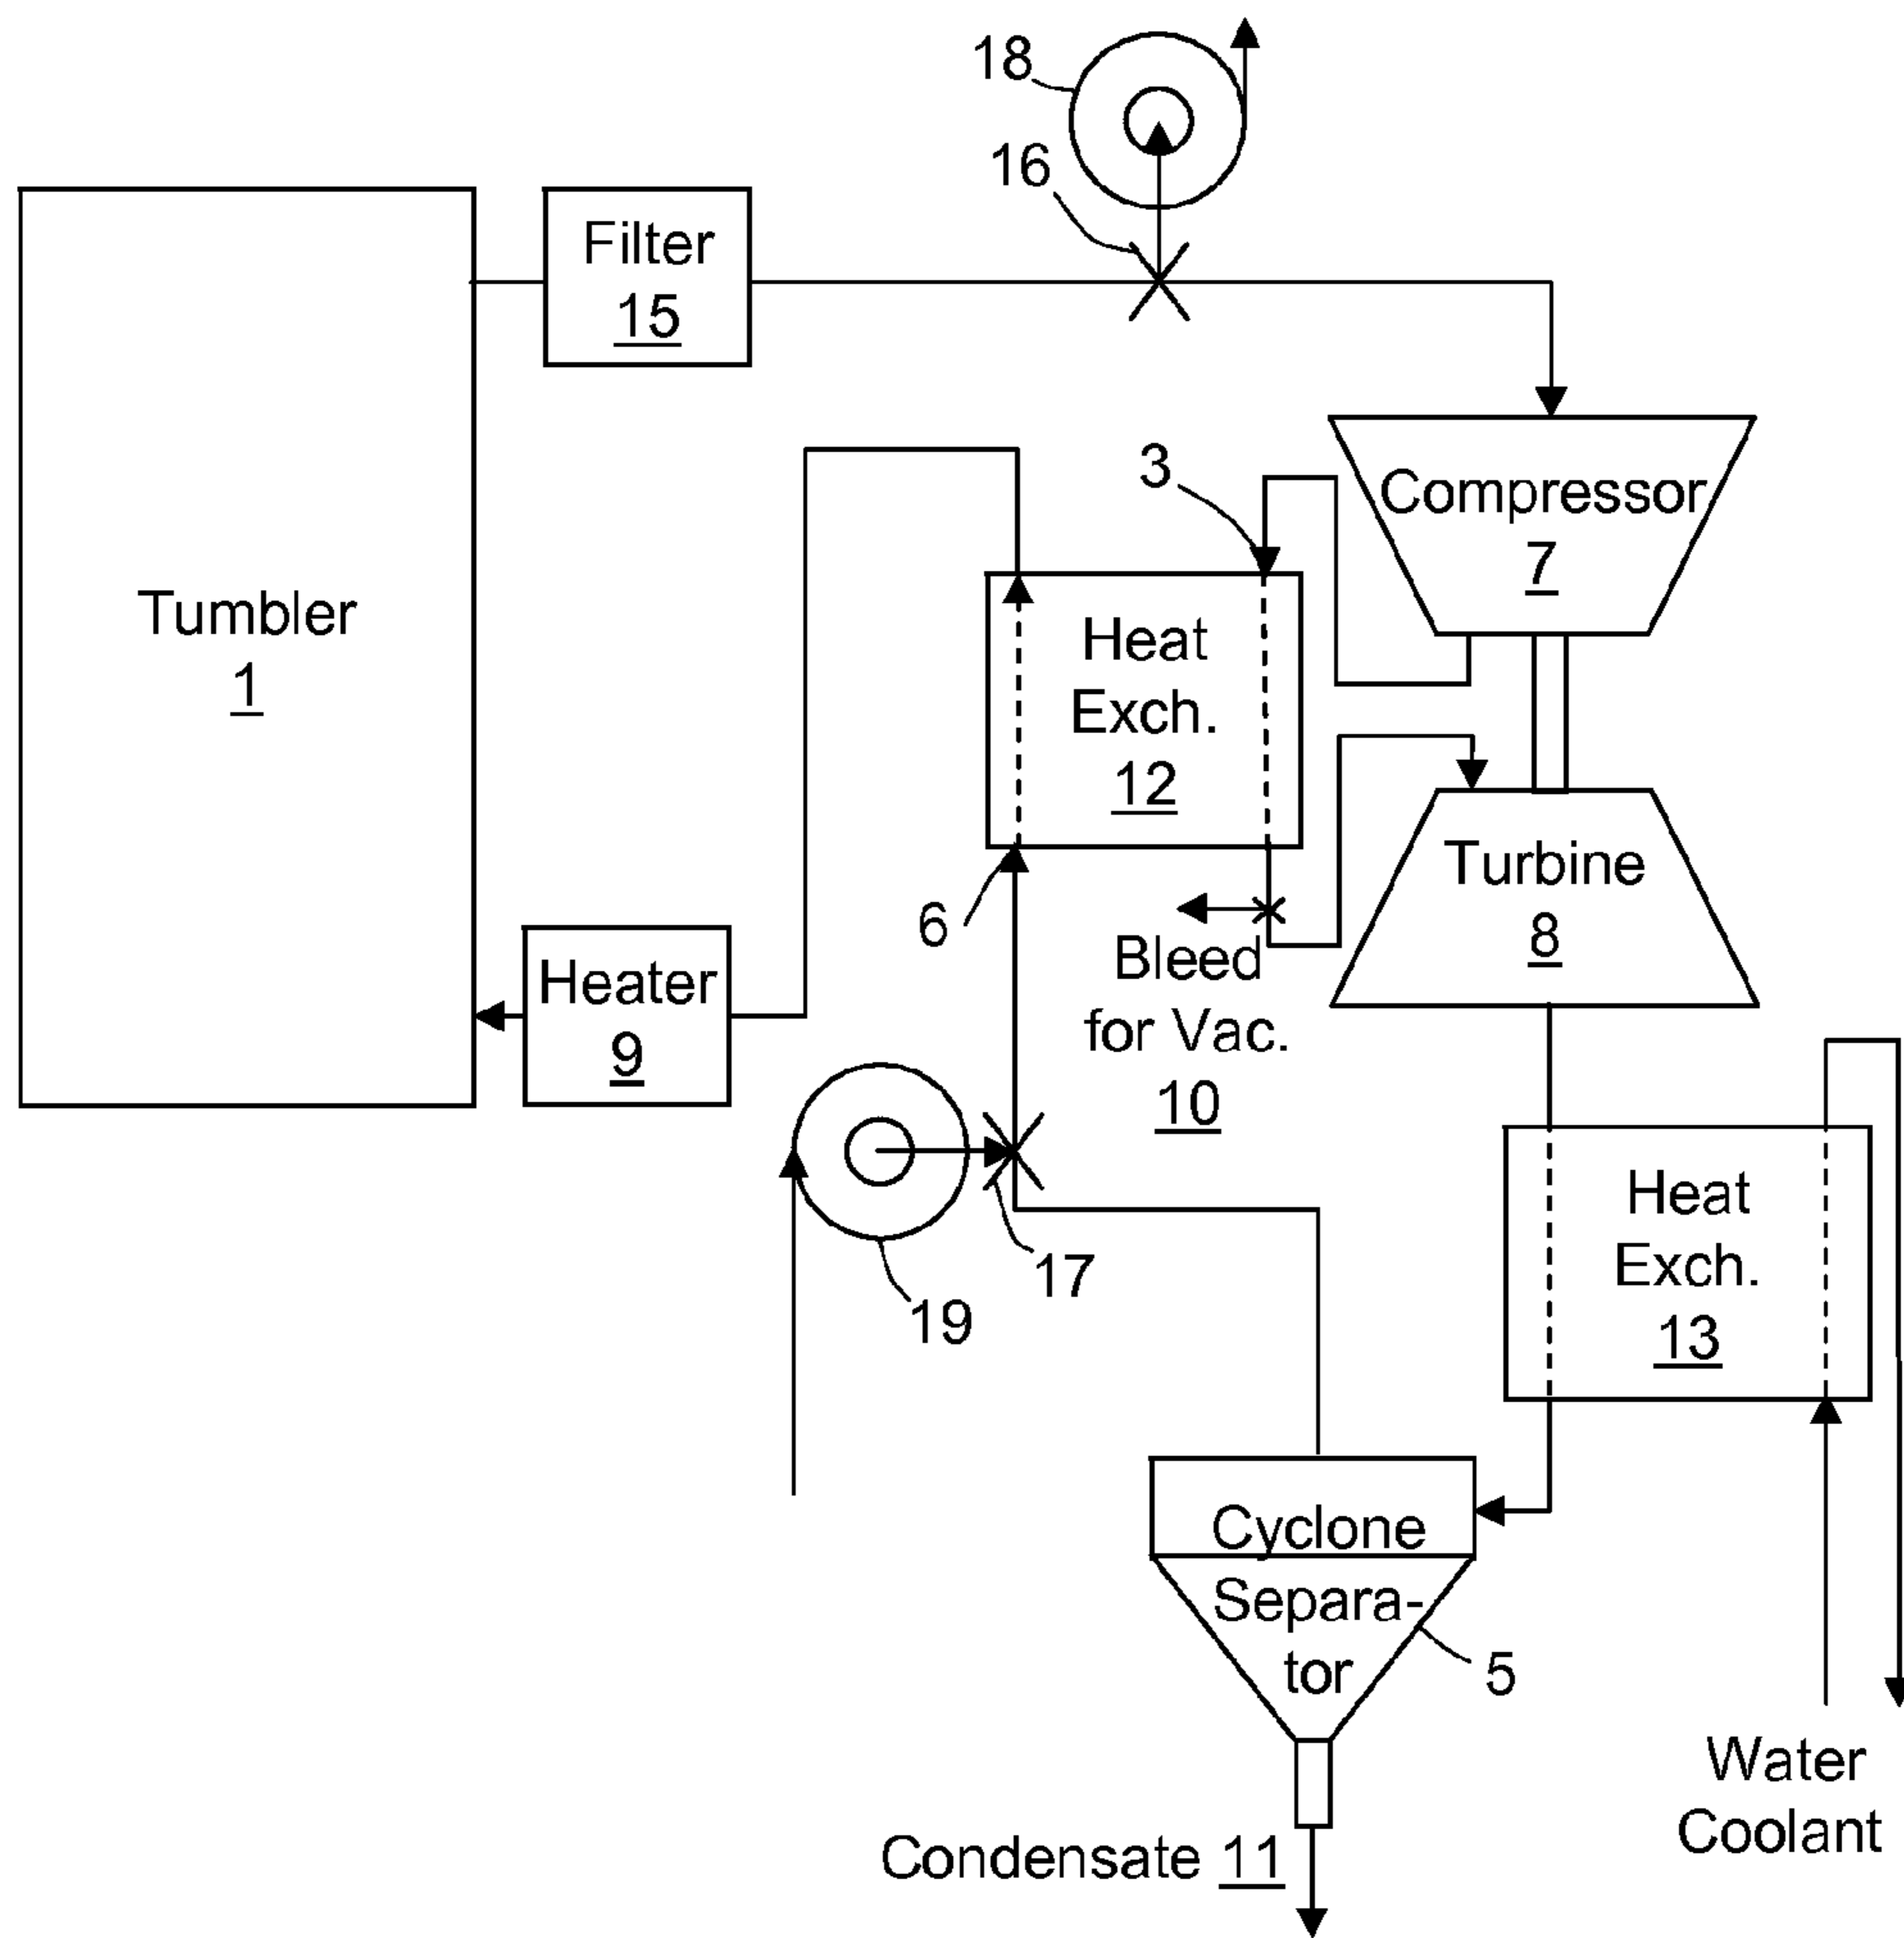 18
16
Filter
15
3
Compressor
7
Tumbler
1
Heat
Exch.
12
Turbine
8
6
Bleed
for Vac.
10
Heater
9
Heat
Exch.
13
17
19
Cyclone
Separa-
tor
5
Water
Coolant
Condensate 11